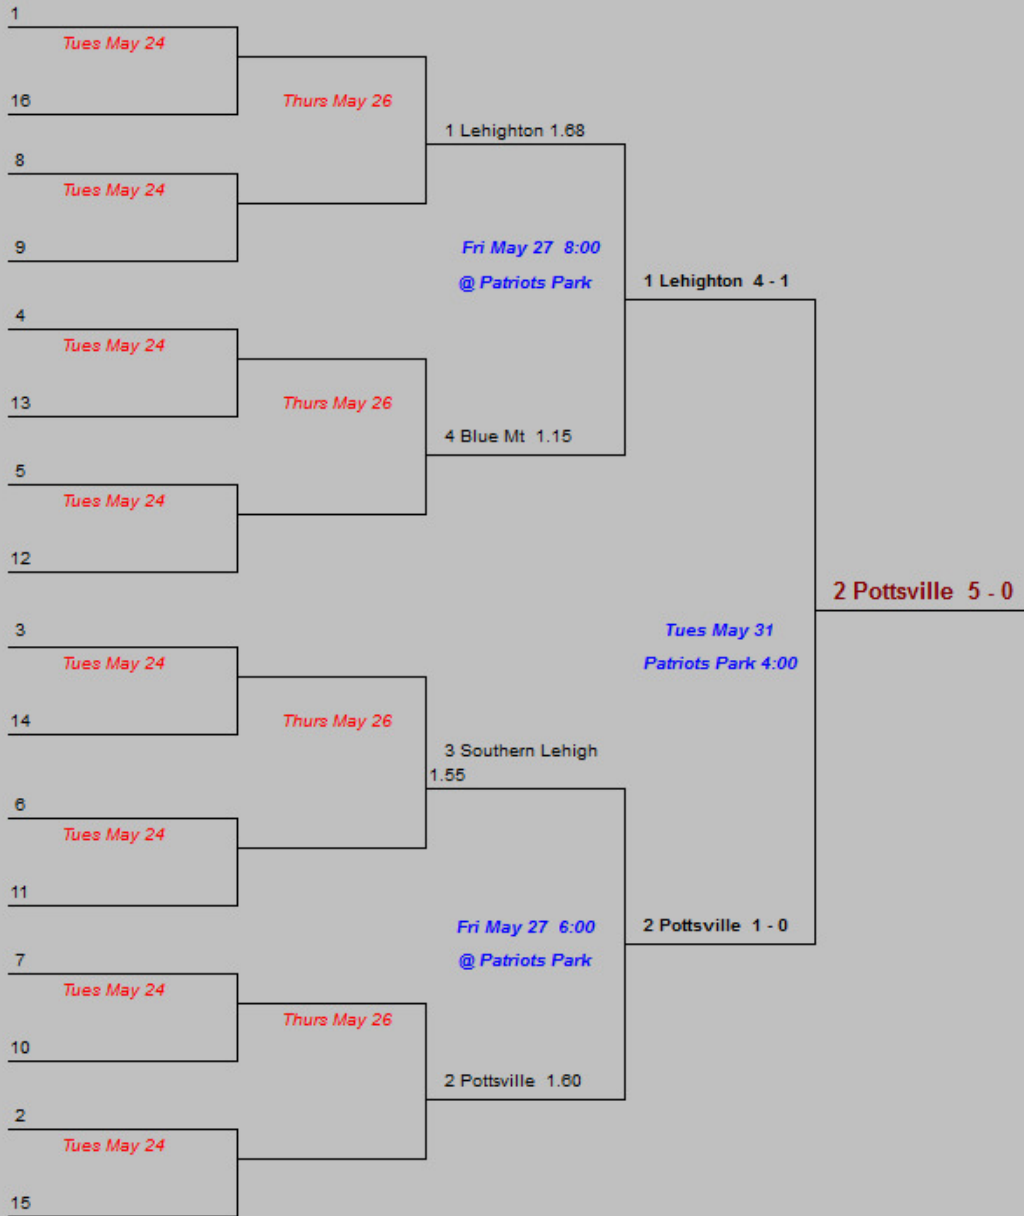 1
Tues May 24
16
Thurs May 26
1 Lehighton 1.68
8
Tues May 24
9
Fri May 27  8:00
@ Patriots Park
1 Lehighton  4 - 1
4
Tues May 24
13
Thurs May 26
4 Blue Mt  1.15
5
Tues May 24
12
2 Pottsville  5 - 0
3
Tues May 24
14
Thurs May 26
Tues May 31
Patriots Park 4:00
3 Southern Lehigh
1.55
6
Tues May 24
11
Fri May 27  6:00
@ Patriots Park
2 Pottsville  1 - 0
7
Tues May 24
10
Thurs May 26
2 Pottsville  1.60
2
Tues May 24
15